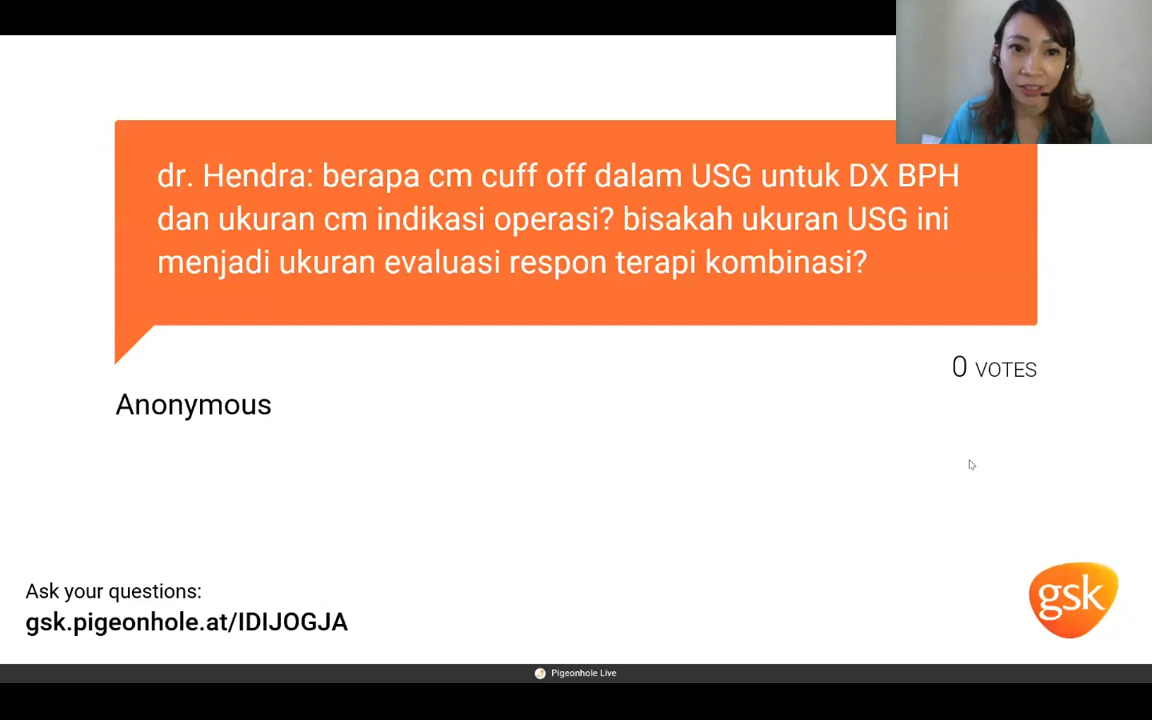 dr. Hendra: berapa cm cuff off dalam USG untuk DX BPH
dan ukuran cm indikasi operasi? bisakah ukuran USG ini
menjadi ukuran evaluasi respon terapi kombinasi?
0 VOTES
Anonymous
Ask your questions:
gsk.pigeonhole.at/IDIJOGJA
gsk
Pigeonhole Live